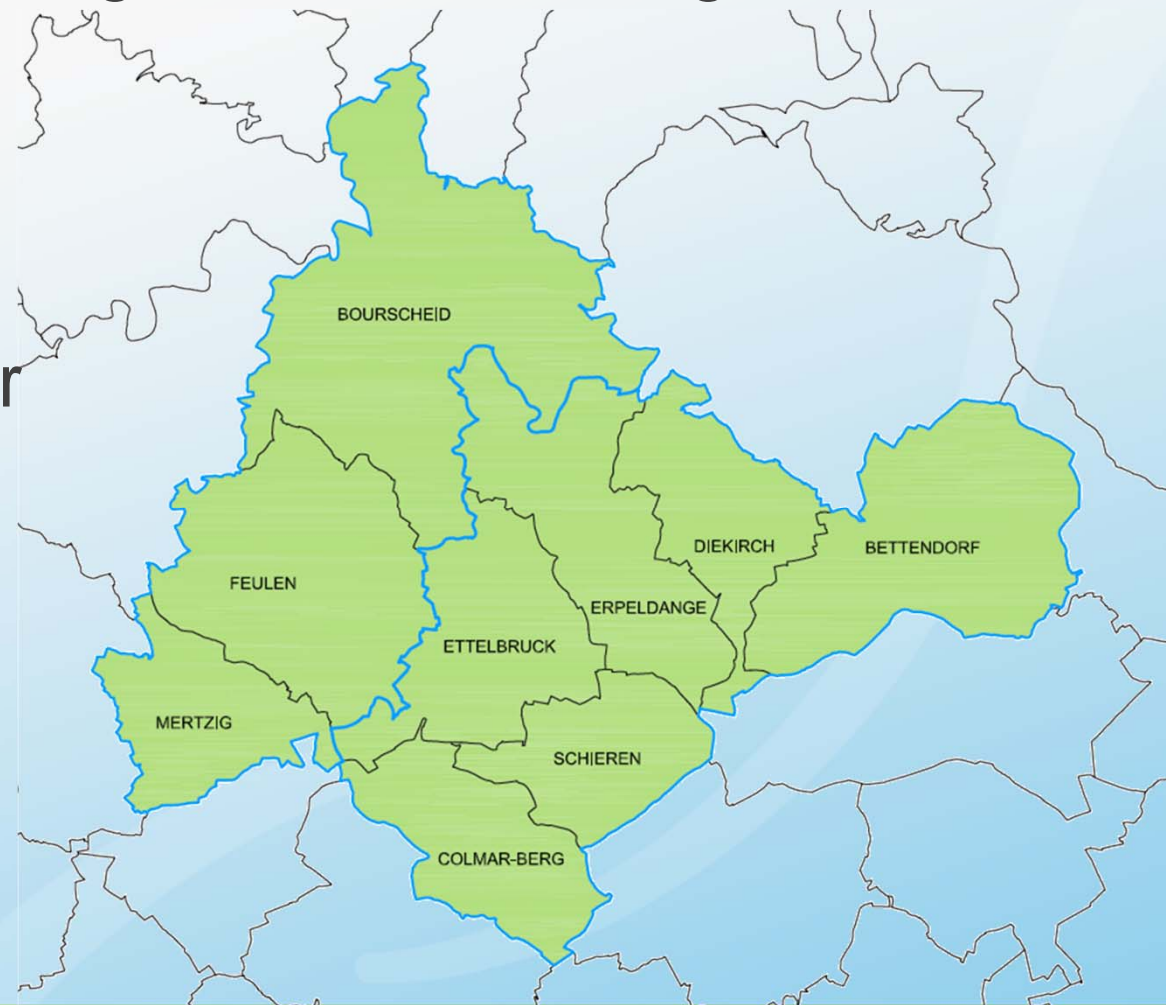 BOURSCHEID
r
DIEKIRCH
BETTENDORF
FEULEN
ERPELDANGE
ETTELBRUCK
MERTZIG
SCHIEREN
COLMAR-BERG